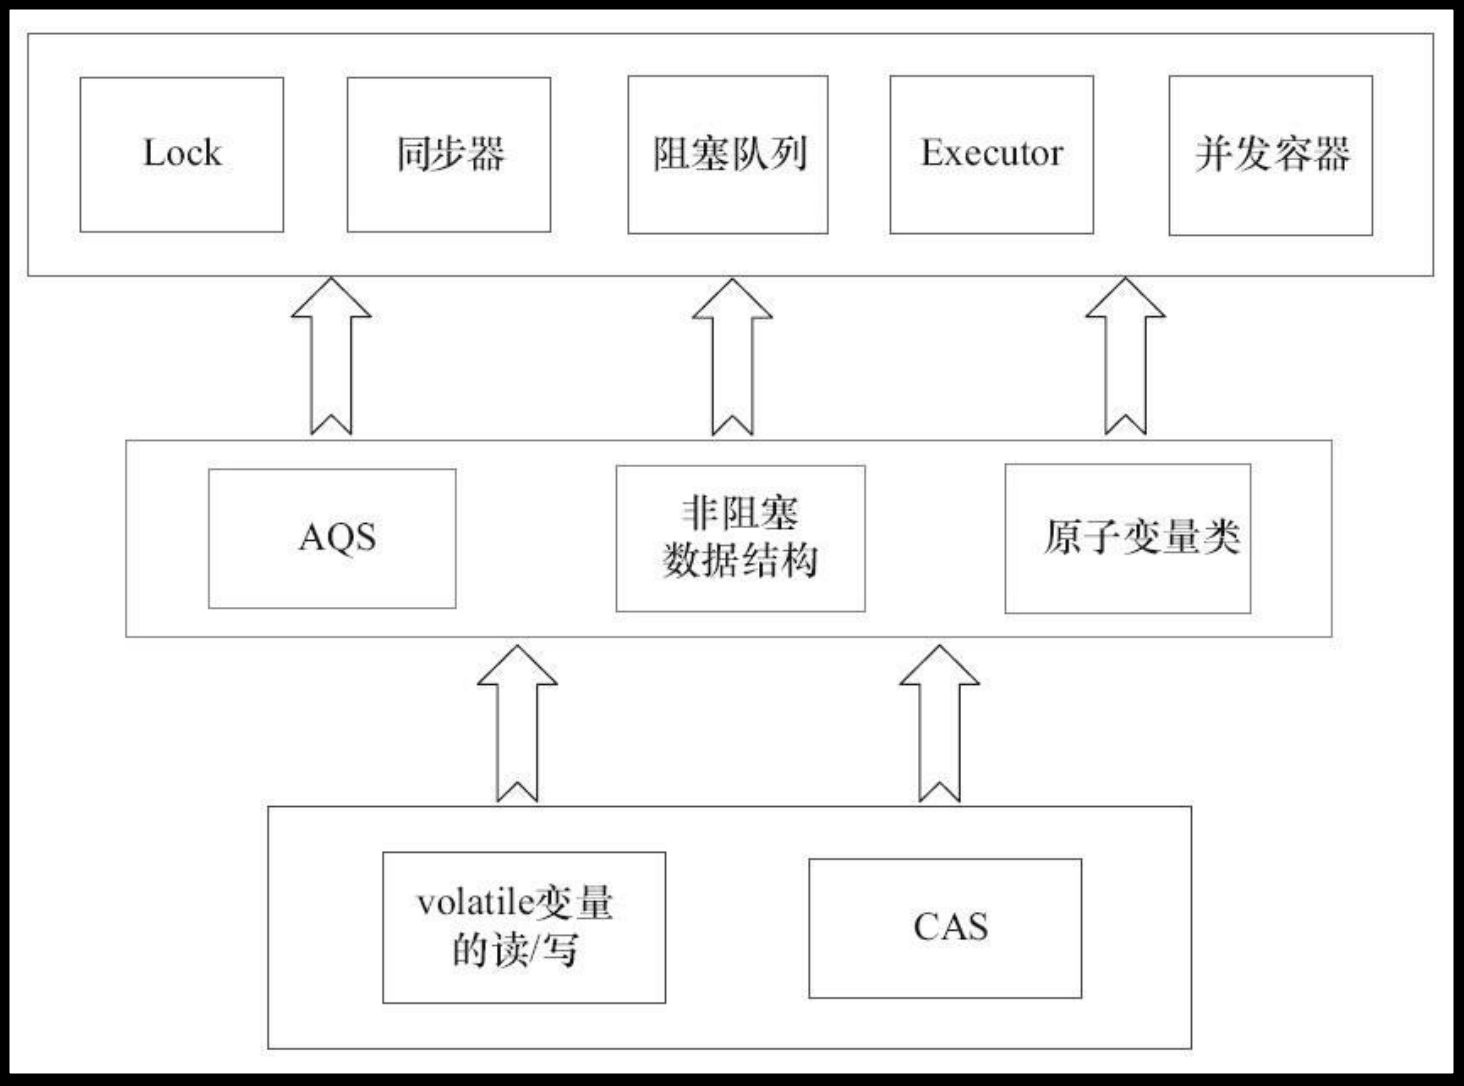 Lock
同步器
阻塞队列
Executor
并发容器
AQS
非阻塞
数据结构
原子变量类
volatile变量
的读/写
CAS